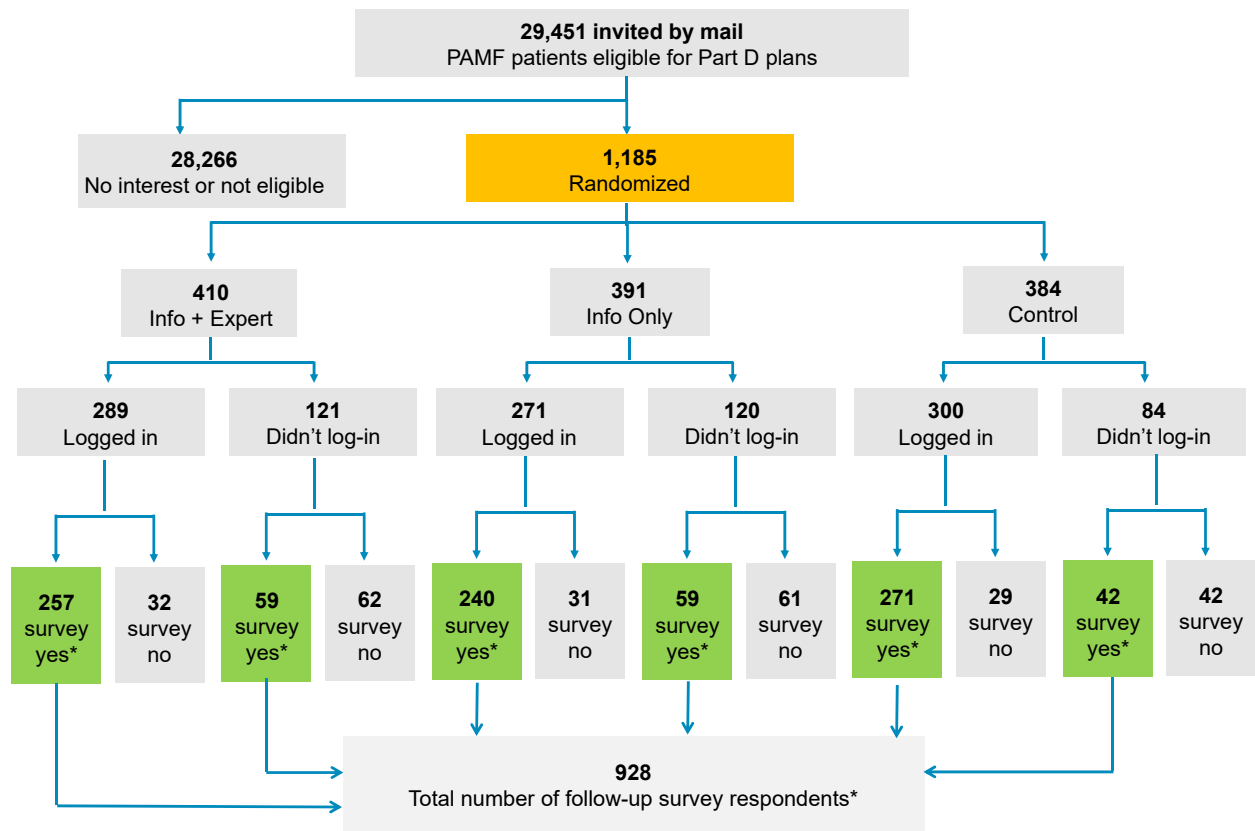 29,451 invited by mail
PAMF patients eligible for Part D plans
28,266
No interest or not eligible
1,185
Randomized
410
Info + Expert
391
Info Only
384
Control
289
Logged in
121
Didn’t log-in
271
Logged in
120
Didn’t log-in
300
Logged in
84
Didn’t log-in
257
survey
yes*
32
survey
no
59
survey
yes*
62
survey
no
240
survey
yes*
31
survey
no
59
survey
yes*
61
survey
no
271
survey
yes*
29
survey
no
42
survey
yes*
42
survey
no
928
Total number of follow-up survey respondents*